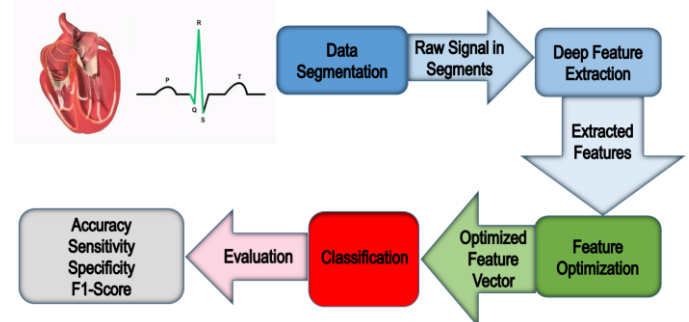 R
P
T
Q
S
Data
Segmentation
Raw Signal in
Segments
Deep Feature
Extraction
Extracted
Features
Feature
Optimization
Optimized
Feature
Vector
Classification
Evaluation
Accuracy
Sensitivity
Specificity
F1-Score